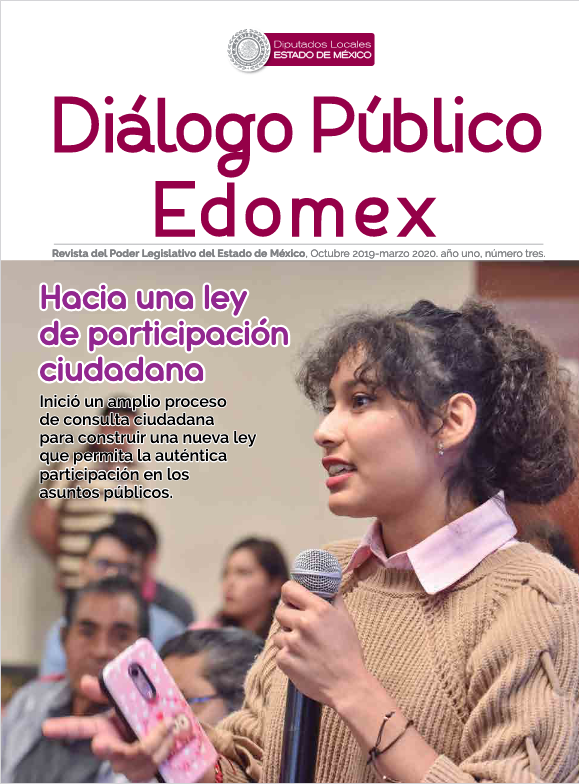 Diputados Locales
ESTADO DE MÉXICO
Diálogo Público
Edomex
Revista del Poder Legislativo del Estado de México, Octubre 2019-marzo 2020. año uno, número tres.
Hacia una ley
de participación
ciudadana
Inició un amplio proceso
de consulta ciudadana
para construir una nueva ley
que permita la auténtica
participación en los
asuntos públicos.